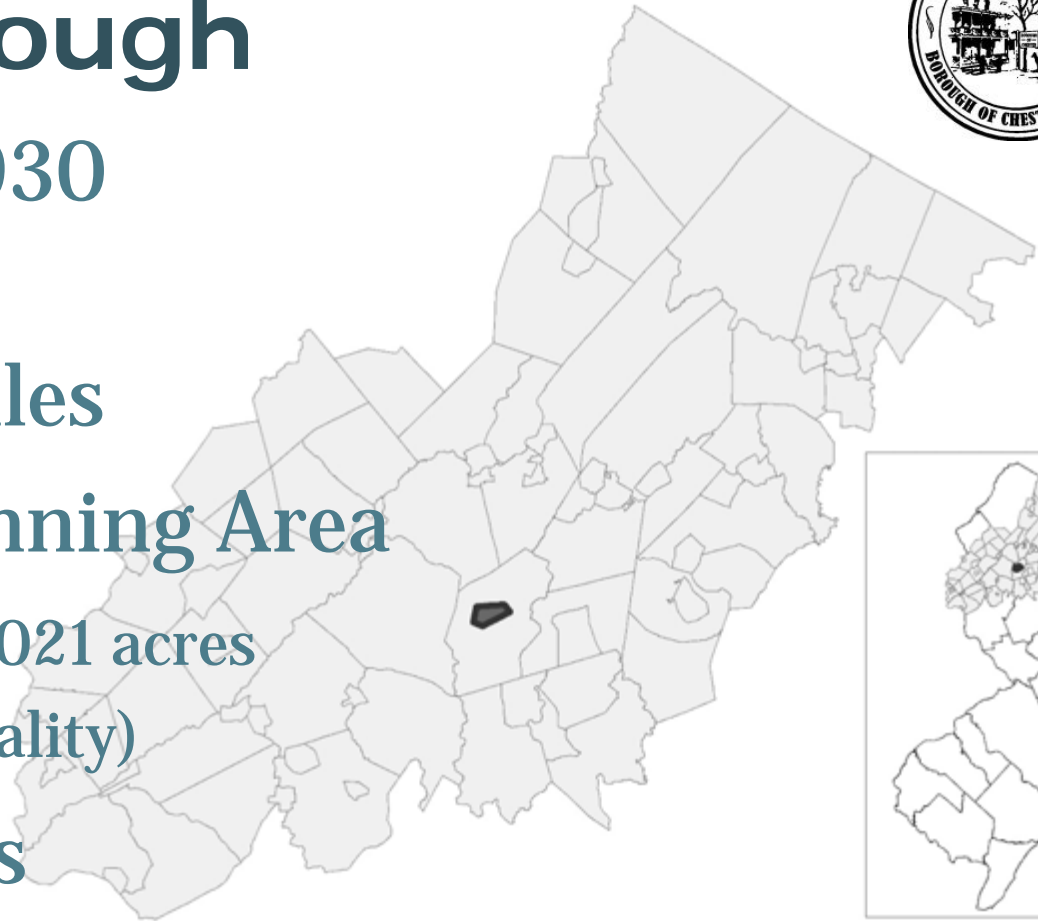 ough
030
les
nning Area
021 acres
ality)
s
BOROUGH OF CHES